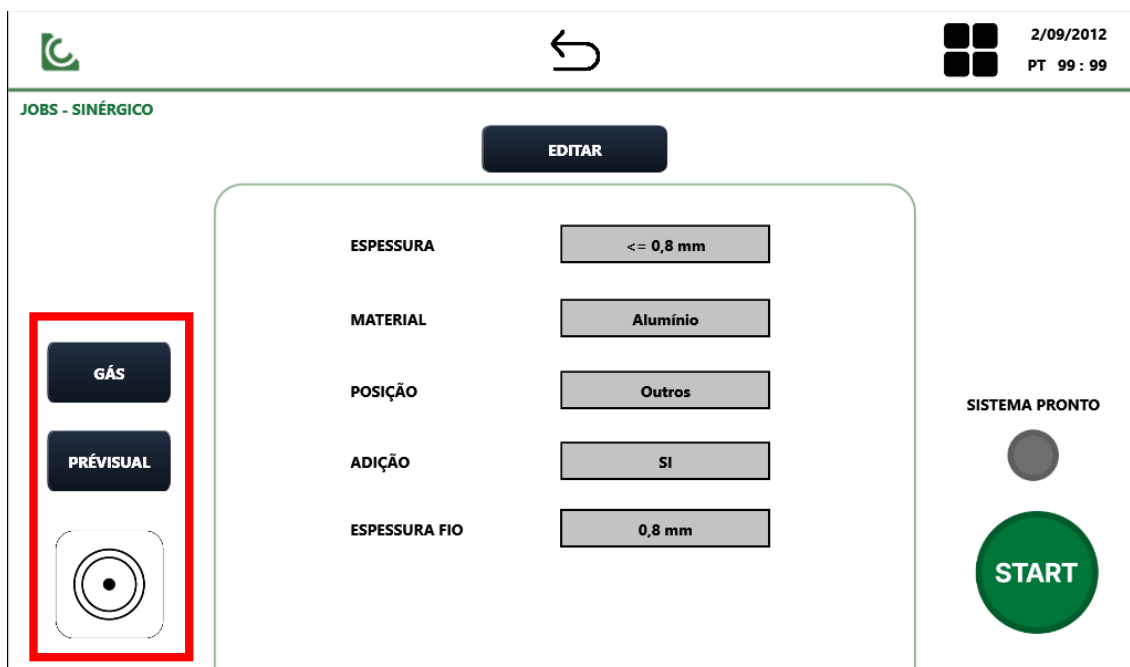 2/09/2012
PT 99 : 99
JOBS - SINÉRGICO
EDITAR
ESPESSURA <= 0,8 mm
MATERIAL Alumínio
GÁS
POSIÇÃO Outros
SISTEMA PRONTO
PRÉVISUAL
ADIÇÃO SI
ESPESSURA FIO 0,8 mm
START